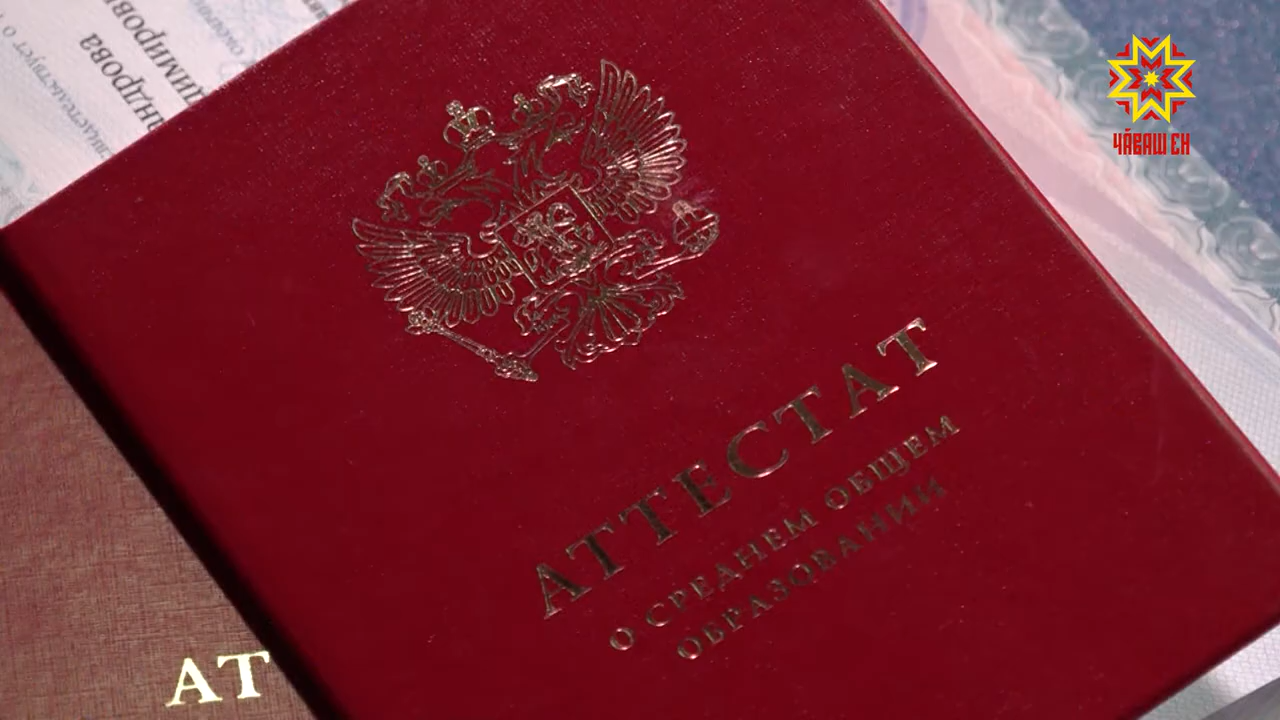 ЧӐВАШ ЕН
АТТЕСТАТ
О СРЕДНЕМ ОБЩЕМ
ОБРАЗОВАНИИ
АТ